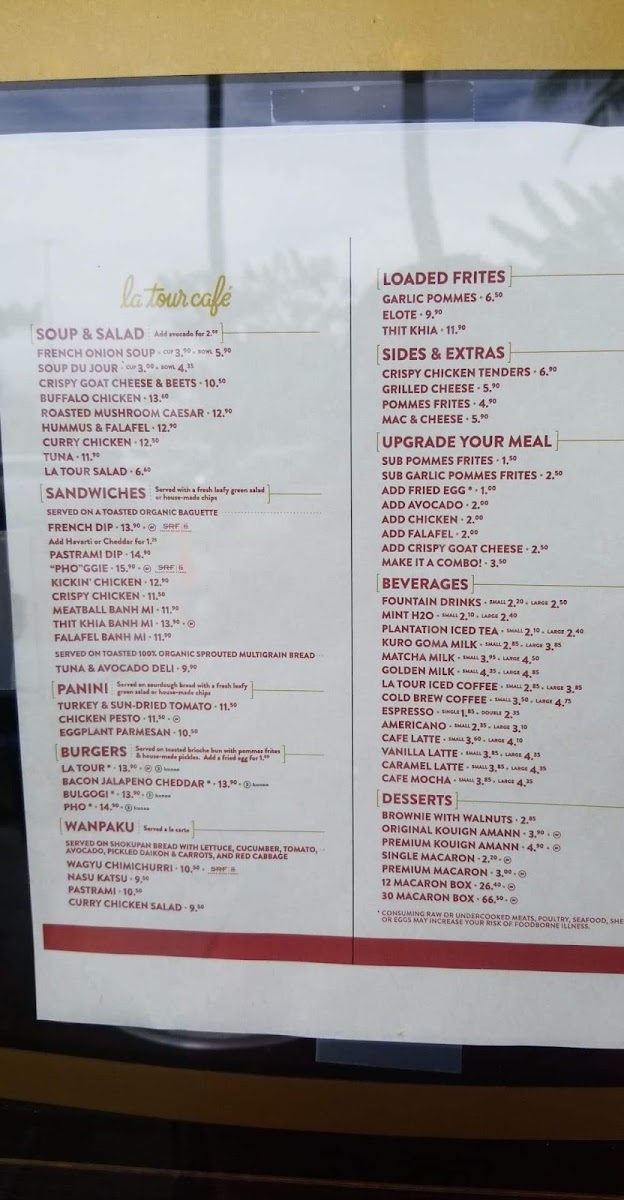 la tour café
SOUP & SALAD Add avocado for 2.00
FRENCH ONION SOUP • CUP 3.90 • BOWL 5.90
SOUP DU JOUR • CUP 3.00 • BOWL 4.35
CRISPY GOAT CHEESE & BEETS • 10.50
BUFFALO CHICKEN • 13.60
ROASTED MUSHROOM CAESAR • 12.90
HUMMUS & FALAFEL • 12.90
CURRY CHICKEN • 12.50
TUNA • 11.90
LA TOUR SALAD • 6.60
SANDWICHES Served with a fresh leafy green salad
or house-made chips
SERVED ON A TOASTED ORGANIC BAGUETTE
FRENCH DIP • 13.90 • SRF
Add Havarti or Cheddar for 1.25
PASTRAMI DIP • 14.90
"PHO"GGIE • 15.90 • SRF
KICKIN' CHICKEN • 12.90
CRISPY CHICKEN • 11.50
MEATBALL BANH MI • 11.90
THIT KHIA BANH MI • 13.90 •
FALAFEL BANH MI • 11.90
SERVED ON TOASTED 100% ORGANIC SPROUTED MULTIGRAIN BREAD
TUNA & AVOCADO DELI • 9.90
PANINI Served on sourdough bread with a fresh leafy
green salad or house-made chips
TURKEY & SUN-DRIED TOMATO • 11.50
CHICKEN PESTO • 11.50 •
EGGPLANT PARMESAN • 10.50
BURGERS Served on toasted brioche bun with pommes frites
& house-made pickles. Add a fried egg for 1.00
LA TOUR * • 13.90 •
BACON JALAPENO CHEDDAR * • 13.90 •
BULGOGI * • 13.90 •
PHO * • 14.90 •
WANPAKU Served a la carte
SERVED ON SHOKUPAN BREAD WITH LETTUCE, CUCUMBER, TOMATO,
AVOCADO, PICKLED DAIKON & CARROTS, AND RED CABBAGE
WAGYU CHIMICHURRI • 10.90 • SRF
NASU KATSU • 9.50
PASTRAMI • 10.50
CURRY CHICKEN SALAD • 9.50
LOADED FRITES
GARLIC POMMES • 6.50
ELOTE • 9.90
THIT KHIA • 11.90
SIDES & EXTRAS
CRISPY CHICKEN TENDERS • 6.90
GRILLED CHEESE • 5.90
POMMES FRITES • 4.90
MAC & CHEESE • 5.90
UPGRADE YOUR MEAL
SUB POMMES FRITES • 1.50
SUB GARLIC POMMES FRITES • 2.50
ADD FRIED EGG * • 1.00
ADD AVOCADO • 2.00
ADD CHICKEN • 2.00
ADD FALAFEL • 2.00
ADD CRISPY GOAT CHEESE • 2.50
MAKE IT A COMBO! • 3.50
BEVERAGES
FOUNTAIN DRINKS • SMALL 2.20 • LARGE 2.50
MINT H2O • SMALL 2.10 • LARGE 2.40
PLANTATION ICED TEA • SMALL 2.10 • LARGE 2.40
KURO GOMA MILK • SMALL 2.85 • LARGE 3.85
MATCHA MILK • SMALL 3.95 • LARGE 4.50
GOLDEN MILK • SMALL 4.35 • LARGE 4.85
LA TOUR ICED COFFEE • SMALL 2.85 • LARGE 3.85
COLD BREW COFFEE • SMALL 3.50 • LARGE 4.75
ESPRESSO • SINGLE 1.85 • DOUBLE 2.35
AMERICANO • SMALL 2.35 • LARGE 3.10
CAFE LATTE • SMALL 3.60 • LARGE 4.10
VANILLA LATTE • SMALL 3.85 • LARGE 4.35
CARAMEL LATTE • SMALL 3.85 • LARGE 4.35
CAFE MOCHA • SMALL 3.85 • LARGE 4.35
DESSERTS
BROWNIE WITH WALNUTS • 2.85
ORIGINAL KOUIGN AMANN • 3.90 •
PREMIUM KOUIGN AMANN • 4.90 •
SINGLE MACARON • 2.20 •
PREMIUM MACARON • 3.00 •
12 MACARON BOX • 26.40 •
30 MACARON BOX • 66.50 •
* CONSUMING RAW OR UNDERCOOKED MEATS, POULTRY, SEAFOOD, SHE
OR EGGS MAY INCREASE YOUR RISK OF FOODBORNE ILLNESS.